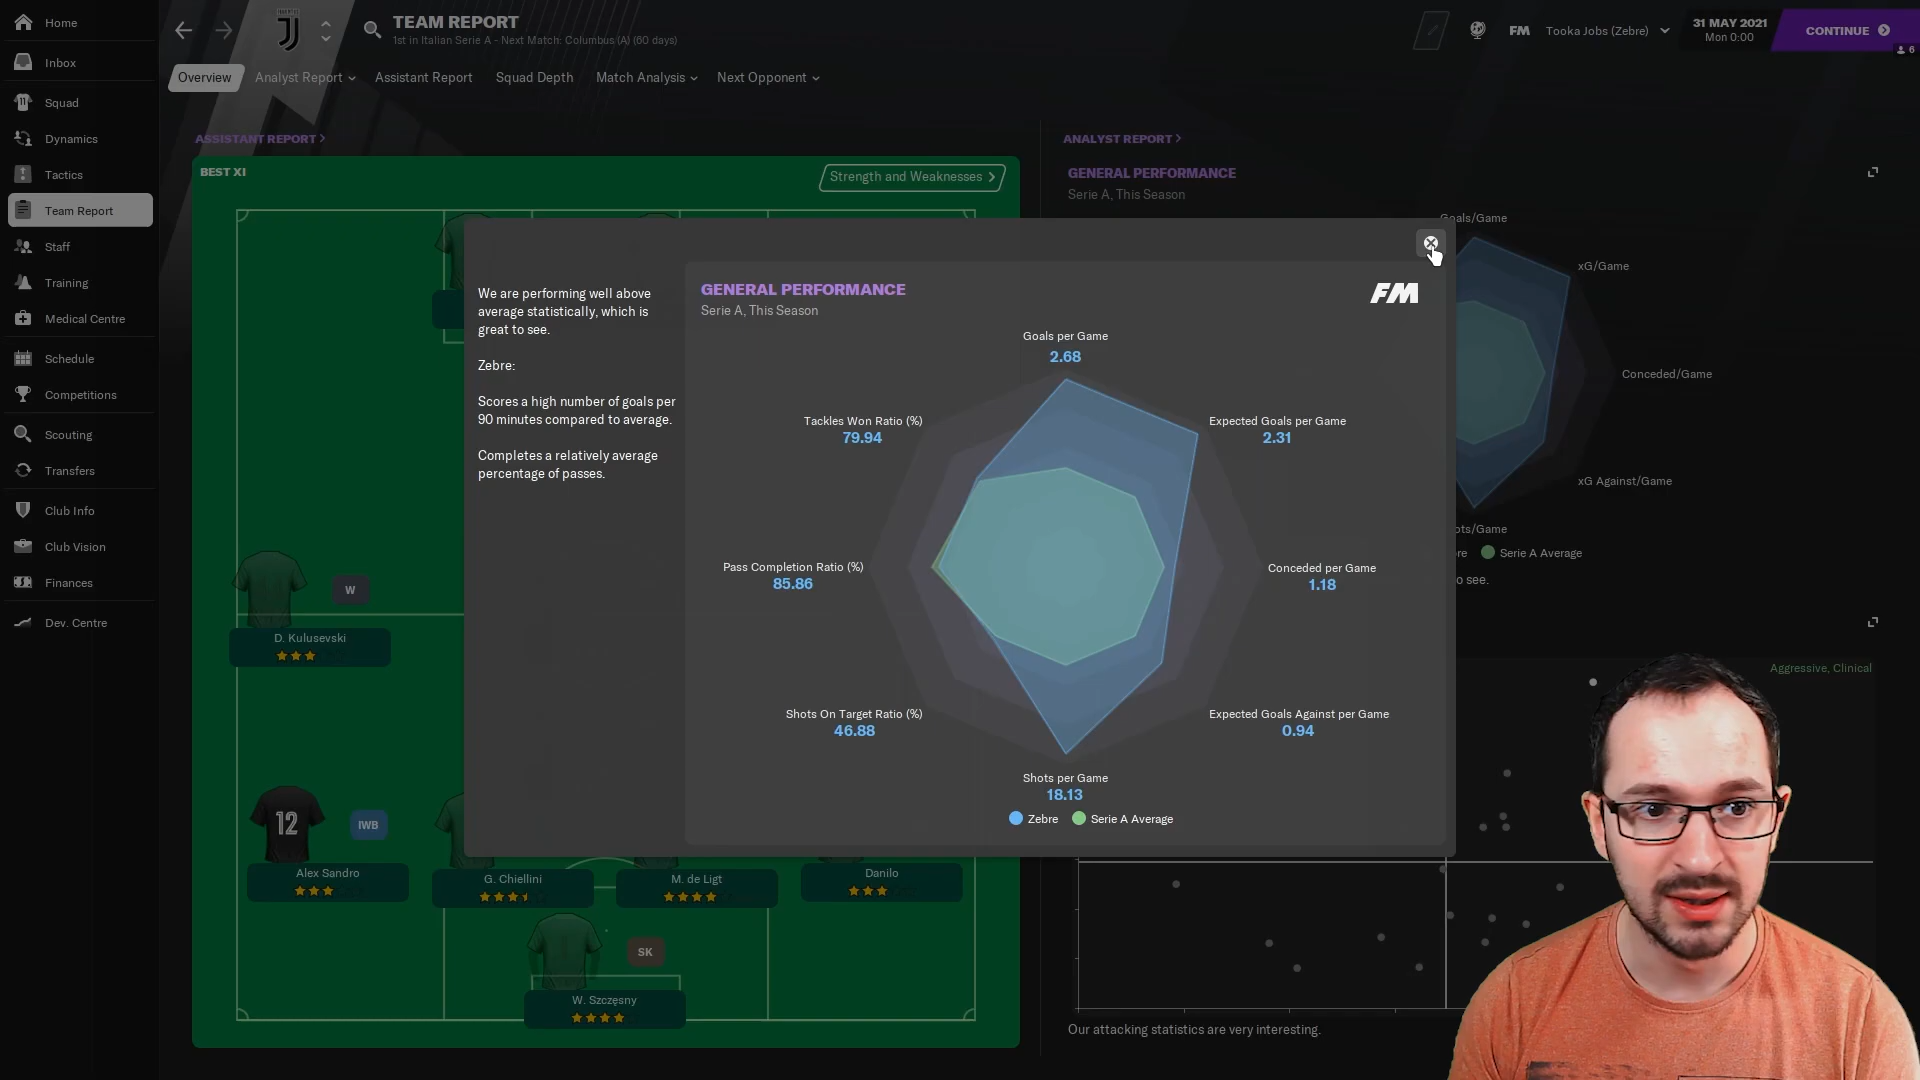 Home
Inbox
Squad
Dynamics
Tactics
Team Report
Staff
Training
Medical Centre
Schedule
Competitions
Scouting
Transfers
Club Info
Club Vision
Finances
Dev. Centre
TEAM REPORT
1st in Italian Serie A - Next Match: Columbus (A) (60 days)
FM
Tooka Jobs (Zebre)
31 MAY 2021
Mon 0:00
CONTINUE
6
Overview
Analyst Report
Assistant Report
Squad Depth
Match Analysis
Next Opponent
ASSISTANT REPORT
BEST XI
Strength and Weaknesses
W
D. Kulusevski
12
IWB
Alex Sandro
G. Chiellini
M. de Ligt
Danilo
SK
W. Szczęsny
We are performing well above
average statistically, which is
great to see.
Zebre:
Scores a high number of goals per
90 minutes compared to average.
Completes a relatively average
percentage of passes.
GENERAL PERFORMANCE
Serie A, This Season
FM
Goals per Game
2.68
Expected Goals per Game
2.31
Conceded per Game
1.18
Expected Goals Against per Game
0.94
Shots per Game
18.13
Shots On Target Ratio (%)
46.88
Pass Completion Ratio (%)
85.86
Tackles Won Ratio (%)
79.94
Zebre
Serie A Average
ANALYST REPORT
GENERAL PERFORMANCE
Serie A, This Season
Goals/Game
xG/Game
Conceded/Game
xG Against/Game
ots/Game
re
Serie A Average
o see.
Aggressive, Clinical
Our attacking statistics are very interesting.